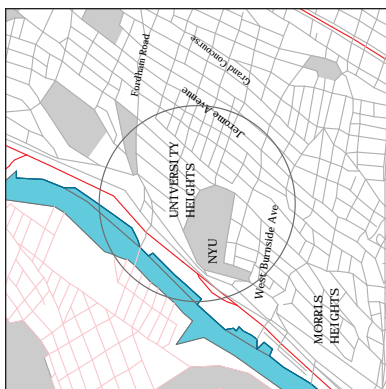 Fordham Road
Grand Concourse
Jerome Avenue
UNIVERSITY
HEIGHTS
NYU
West Burnside Ave
MORRIS
HEIGHTS